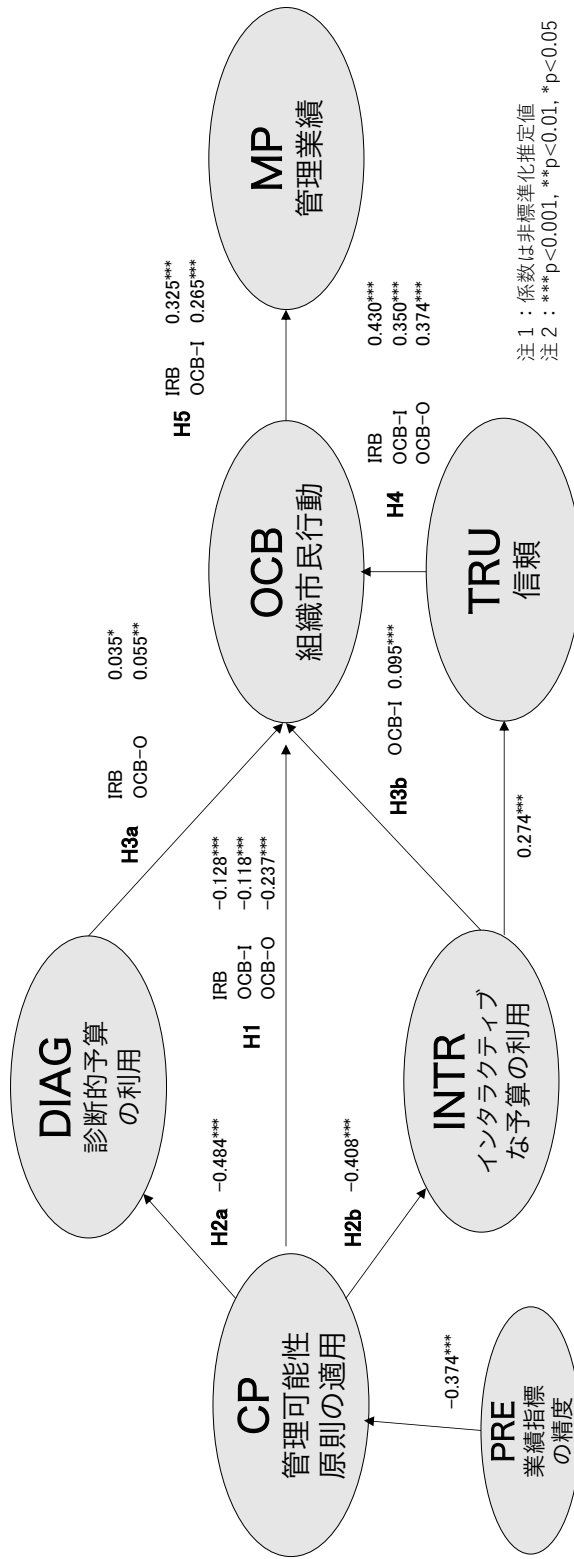 CP
管理可能性
原則の適用
PRE
業績指標
の精度
−0.374***
H2a −0.484***
H2b −0.408***
DIAG
診断的予算
の利用
INTR
インタラクティブ
な予算の利用
H1
IRB −0.128***
OCB-I −0.118***
OCB-O −0.237***
H3a
IRB 0.035*
OCB-O 0.055**
H3b
OCB-I 0.095***
0.274***
OCB
組織市民行動
TRU
信頼
H4
IRB 0.430***
OCB-I 0.350***
OCB-O 0.374***
H5
IRB 0.325***
OCB-I 0.265***
MP
管理業績
注1：係数は非標準化推定値
注2：***p<0.001, **p<0.01, *p<0.05